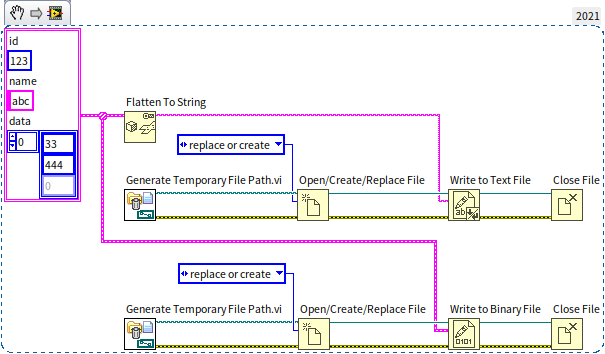 2021
id
123
name
abc
data
0
33
444
0
Flatten To String
replace or create
Generate Temporary File Path.vi
Open/Create/Replace File
Write to Text File
Close File
ab
replace or create
Generate Temporary File Path.vi
Open/Create/Replace File
Write to Binary File
Close File
0101